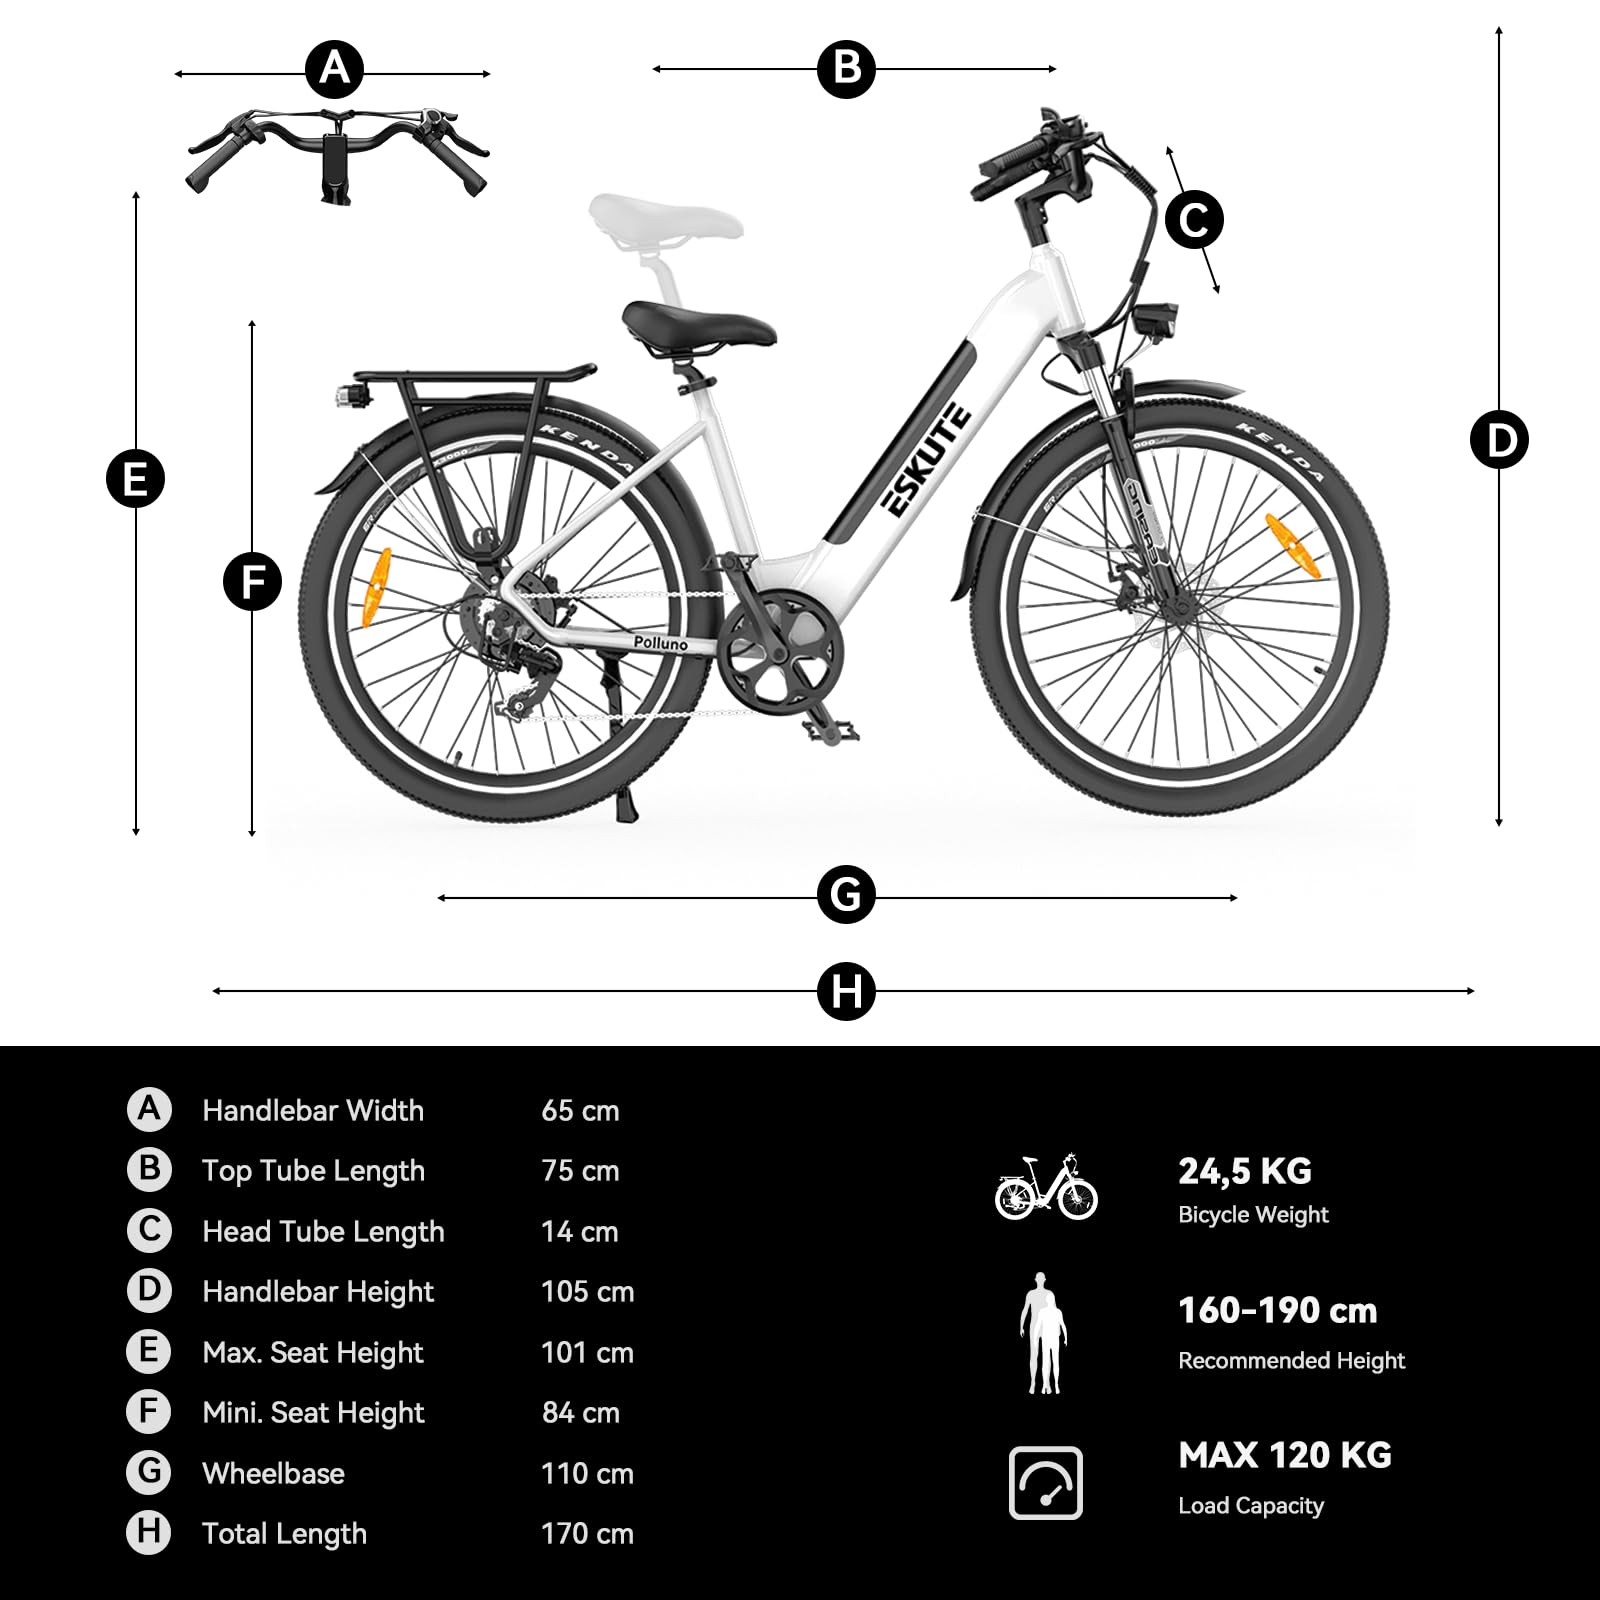 A
B
C
D
E
F
G
H
KENDA
KENDA
ESKUTE
Polluno
A Handlebar Width 65 cm
B Top Tube Length 75 cm
C Head Tube Length 14 cm
D Handlebar Height 105 cm
E Max. Seat Height 101 cm
F Mini. Seat Height 84 cm
G Wheelbase 110 cm
H Total Length 170 cm
24,5 KG
Bicycle Weight
160-190 cm
Recommended Height
MAX 120 KG
Load Capacity